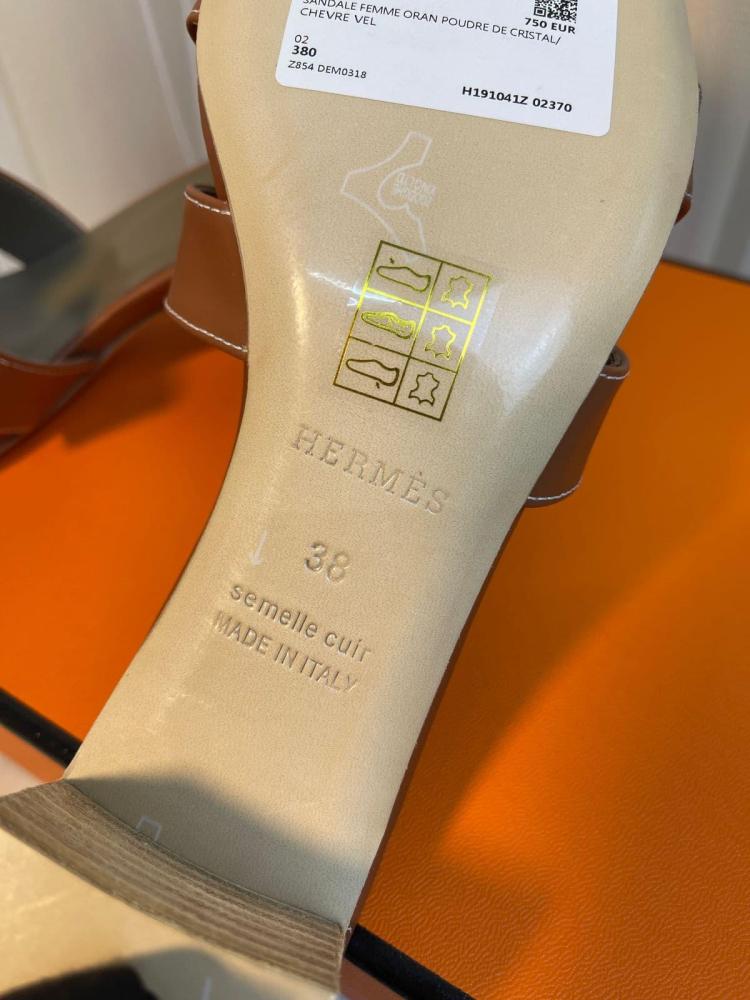 SANDALE FEMME ORAN POUDRE DE CRISTAL/
CHEVRE VEL
750 EUR
02
380
Z854 DEM0318
H191041Z 02370
HERMÈS
38
semelle cuir
MADE IN ITALY